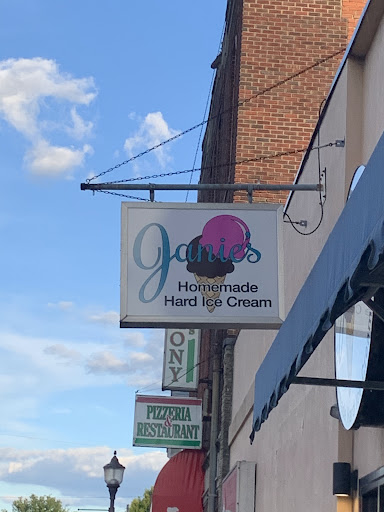 Janie's
Homemade
Hard Ice Cream
ONY
PIZZERIA
&
RESTAURANT